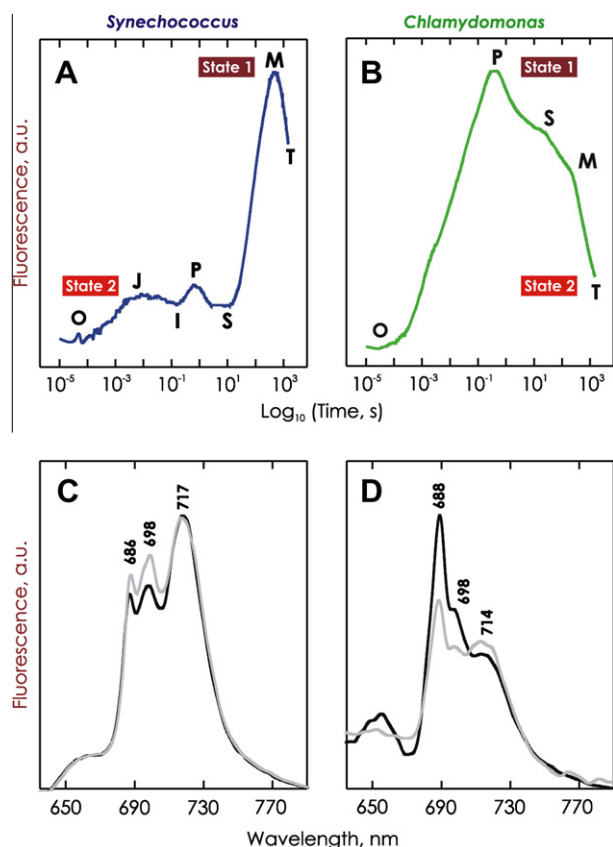 Synechococcus
Chlamydomonas
Fluorescence, a.u.
A
State 1
M
T
State 2
O
J
I
P
S
10⁻⁵ 10⁻³ 10⁻¹ 10¹ 10³
B
P
State 1
S
M
State 2
T
O
10⁻⁵ 10⁻³ 10⁻¹ 10¹ 10³
Log₁₀ (Time, s)
Fluorescence, a.u.
C
686
698
717
650 690 730 770
D
688
698
714
650 690 730 770
Wavelength, nm